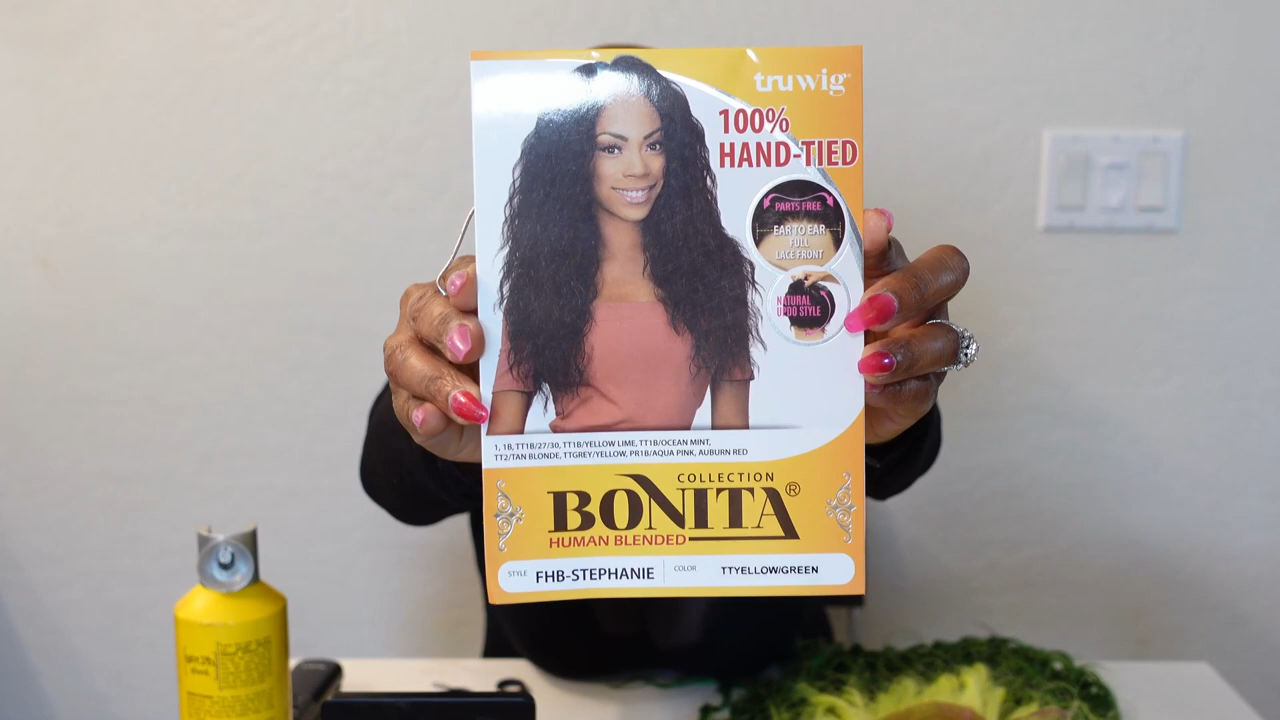 truwig
100%
HAND-TIED
PARTS FREE
EAR TO EAR
FULL
LACE FRONT
NATURAL
UPDO STYLE
1, 1B, TT1B/27/30, TT1B/YELLOW LIME, TT1B/OCEAN MINT,
TT2/TAN BLONDE, TTGREY/YELLOW, PR1B/AQUA PINK, AUBURN RED
COLLECTION
BONITA®
HUMAN BLENDED
STYLE FHB-STEPHANIE COLOR TTYELLOW/GREEN